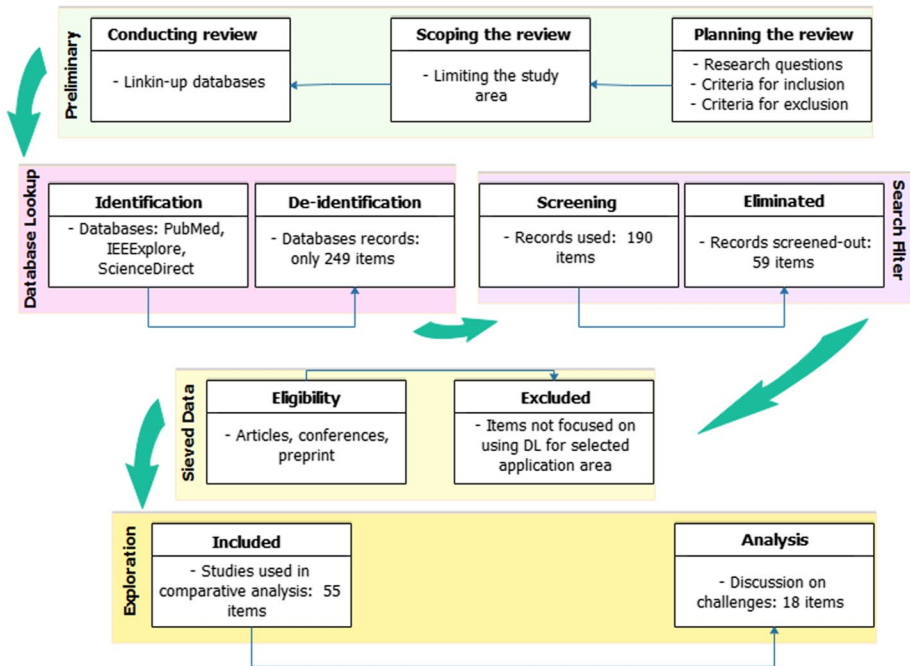 Preliminary
Conducting review
- Linkin-up databases
Scoping the review
- Limiting the study
area
Planning the review
- Research questions
- Criteria for inclusion
- Criteria for exclusion
Database Lookup
Identification
- Databases: PubMed,
IEEExplore,
ScienceDirect
De-identification
- Databases records:
only 249 items
Screening
- Records used: 190
items
Eliminated
- Records screened-out:
59 items
Search Filter
Sieved Data
Eligibility
- Articles, conferences,
preprint
Excluded
- Items not focused on
using DL for selected
application area
Exploration
Included
- Studies used in
comparative analysis: 55
items
Analysis
- Discussion on
challenges: 18 items